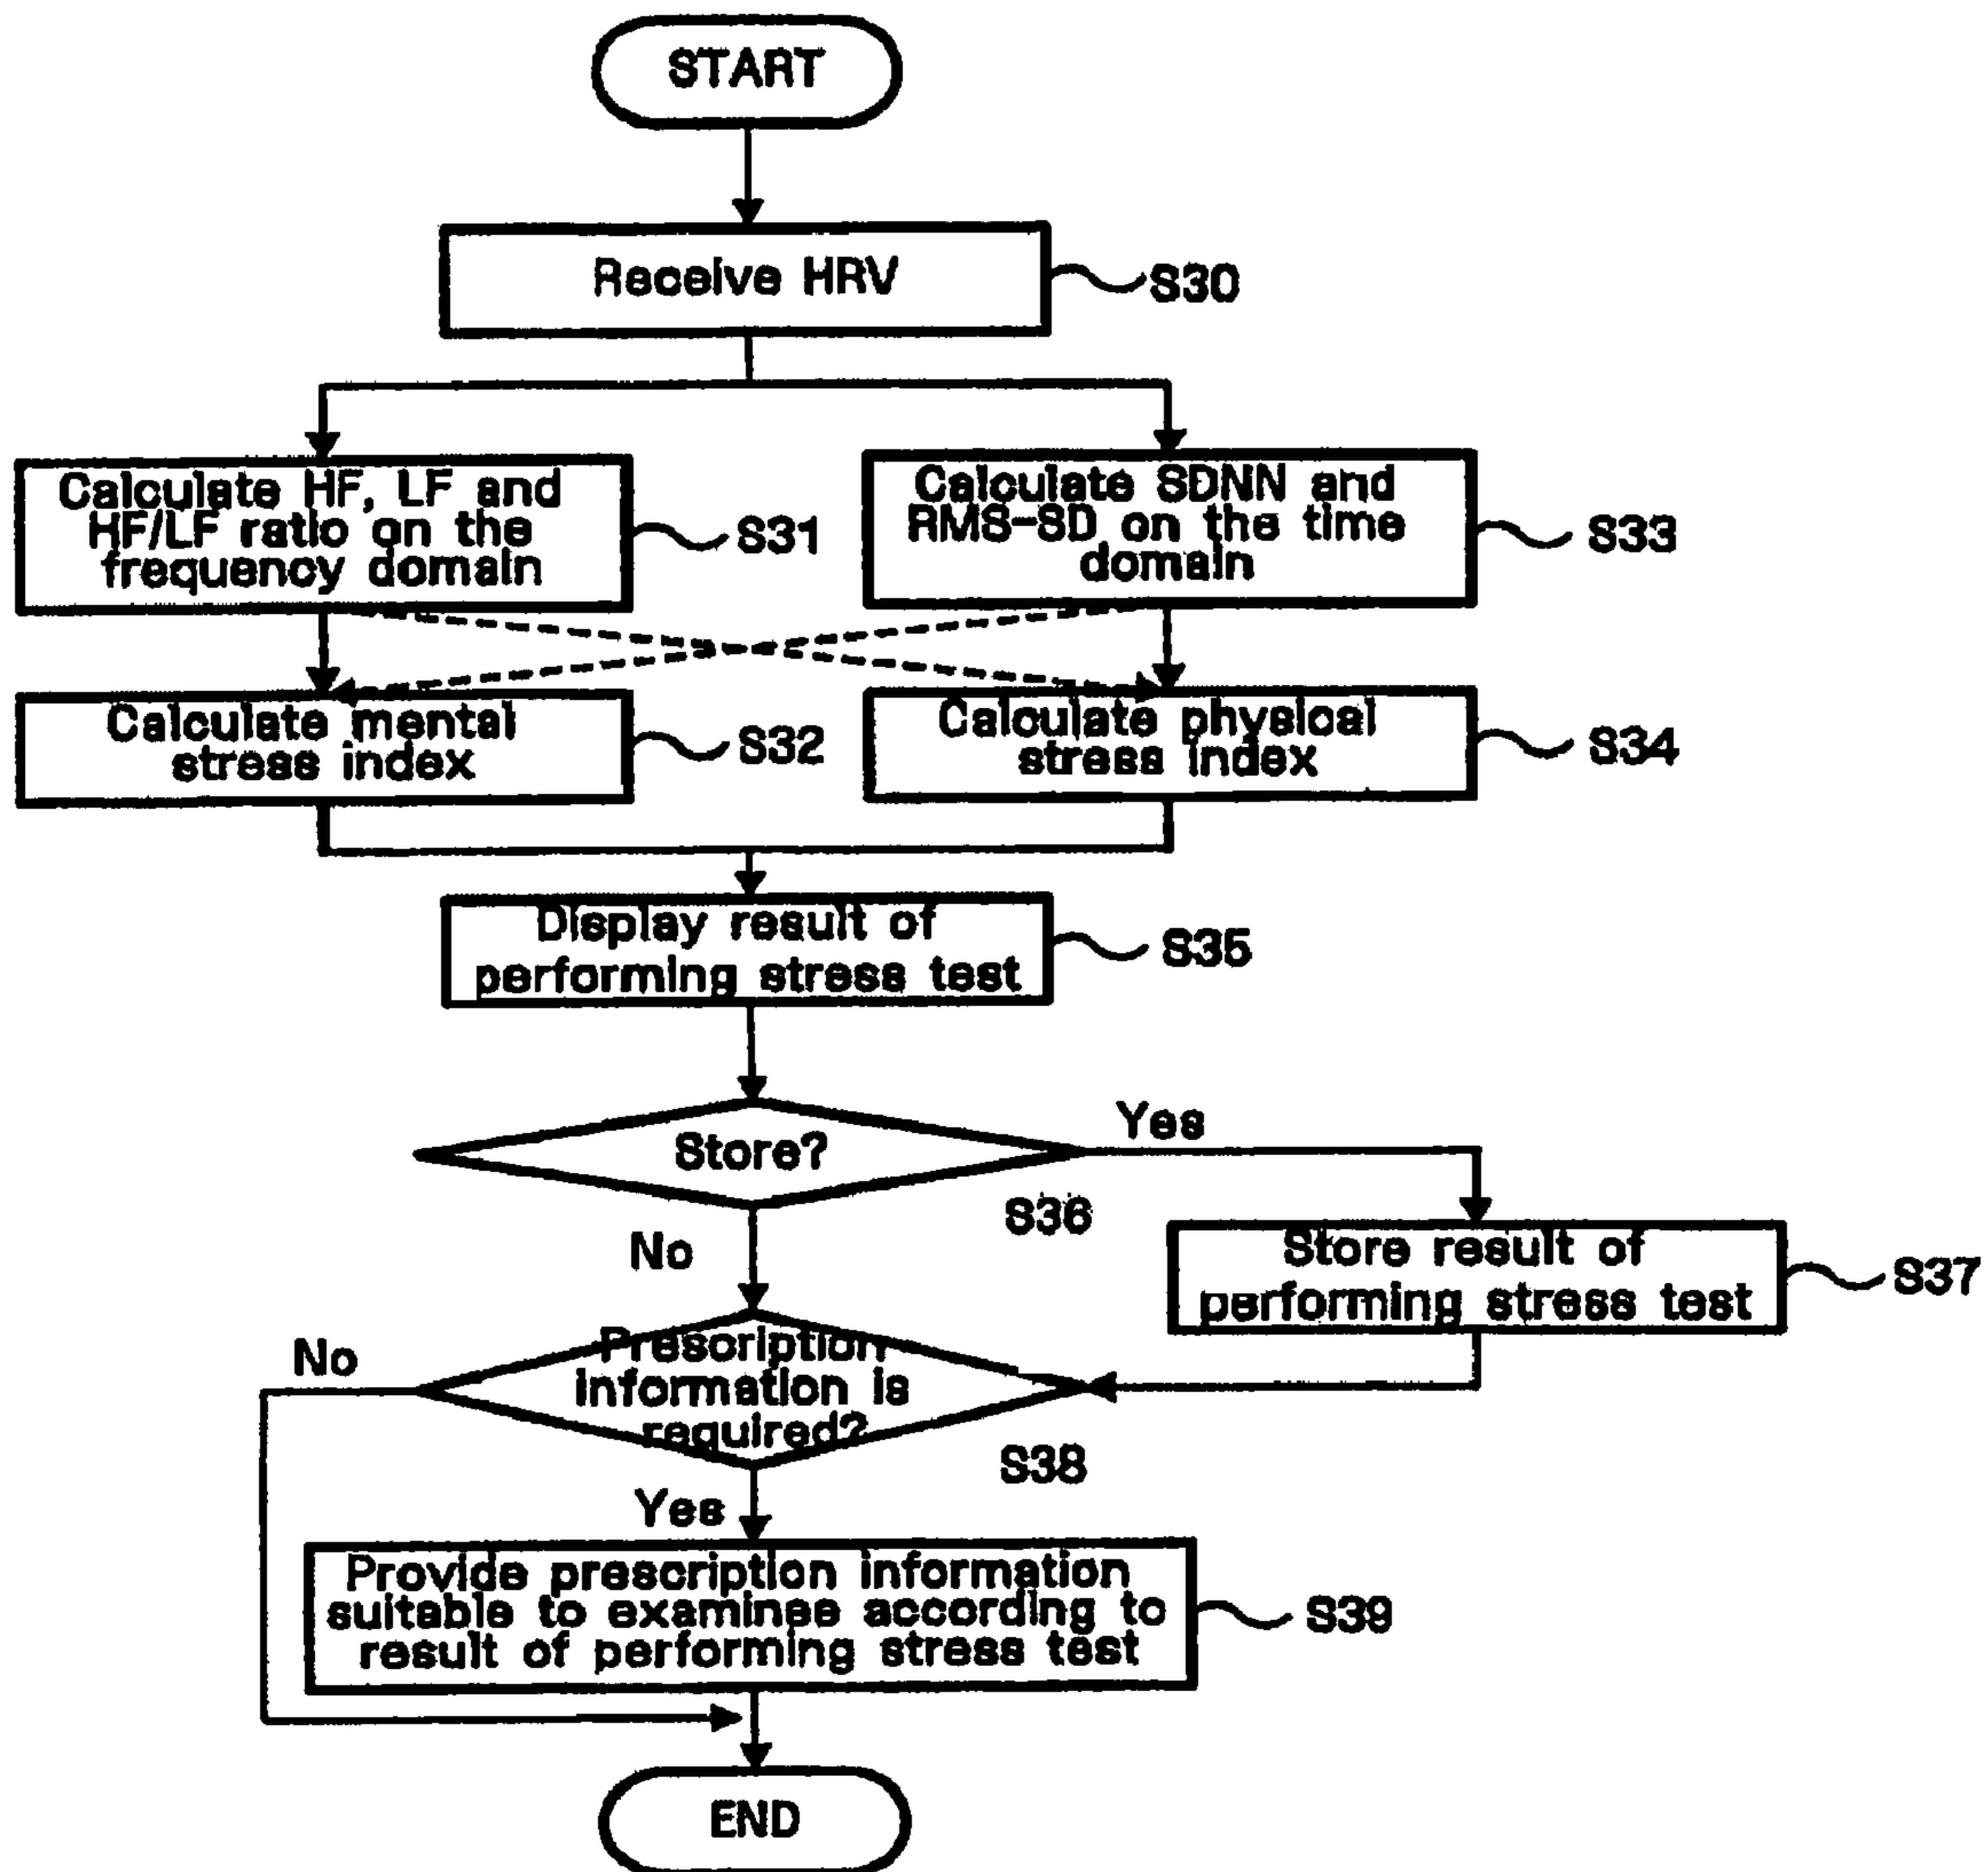 START
Receive HRV
S30
Calculate HF, LF and
HF/LF ratio on the
frequency domain
S31
Calculate SDNN and
RMS-SD on the time
domain
S33
Calculate mental
stress index
S32
Calculate physical
stress index
S34
Display result of
performing stress test
S35
Store?
Yes
S36
No
Store result of
performing stress test
S37
No
Prescription
information is
required?
S38
Yes
Provide prescription information
suitable to examinee according to
result of performing stress test
S39
END